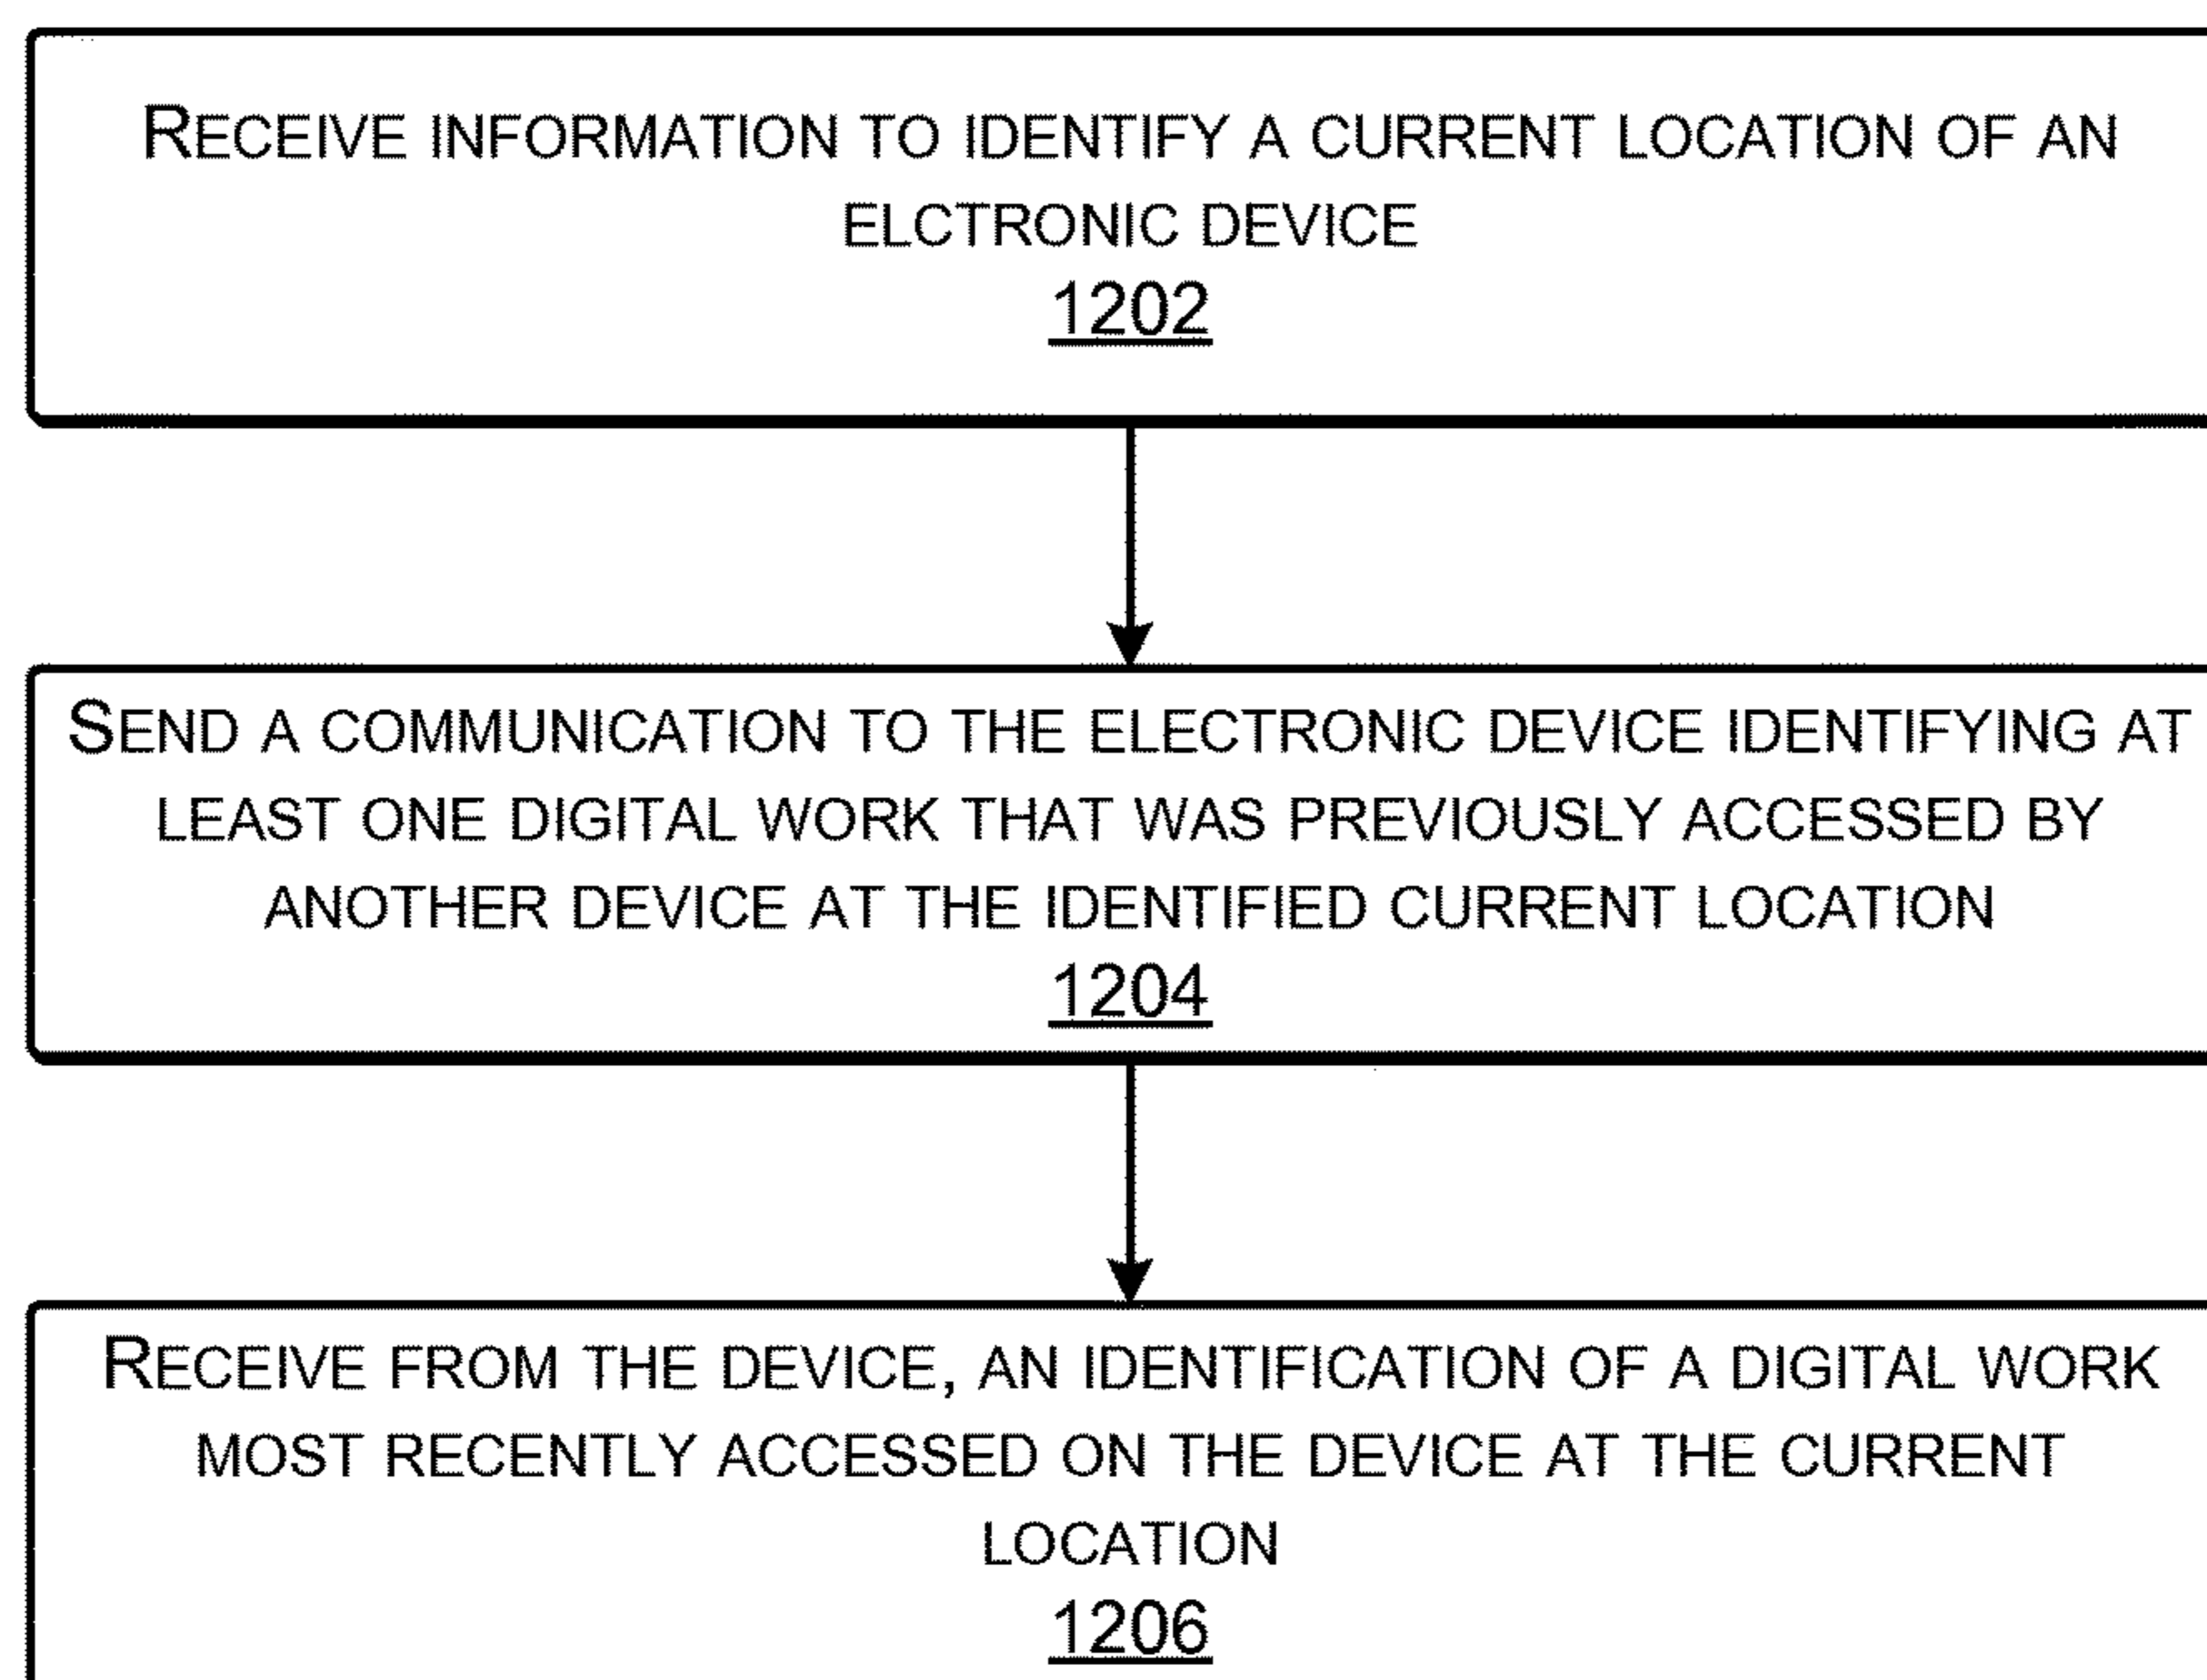 RECEIVE INFORMATION TO IDENTIFY A CURRENT LOCATION OF AN
ELCTRONIC DEVICE
1202
SEND A COMMUNICATION TO THE ELECTRONIC DEVICE IDENTIFYING AT
LEAST ONE DIGITAL WORK THAT WAS PREVIOUSLY ACCESSED BY
ANOTHER DEVICE AT THE IDENTIFIED CURRENT LOCATION
1204
RECEIVE FROM THE DEVICE, AN IDENTIFICATION OF A DIGITAL WORK
MOST RECENTLY ACCESSED ON THE DEVICE AT THE CURRENT
LOCATION
1206